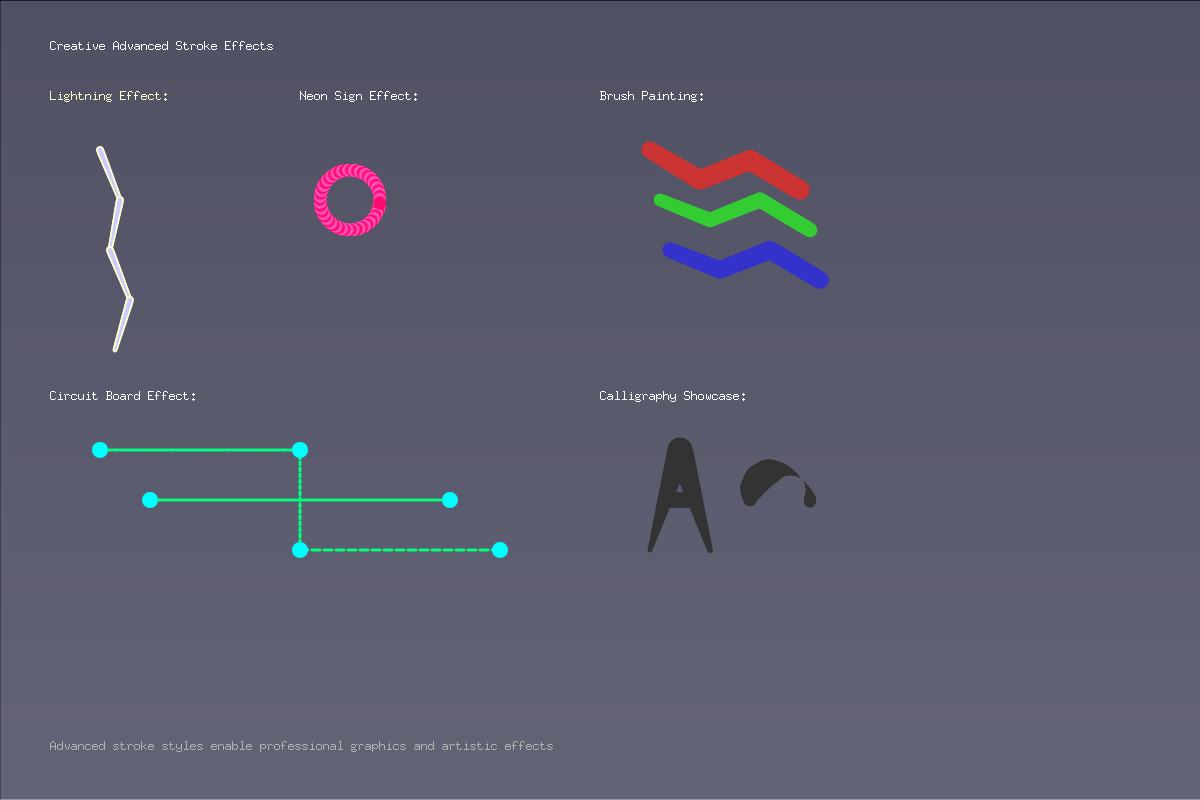 Creative Advanced Stroke Effects
Lightning Effect:
Neon Sign Effect:
Brush Painting:
Circuit Board Effect:
Calligraphy Showcase:
A
Advanced stroke styles enable professional graphics and artistic effects